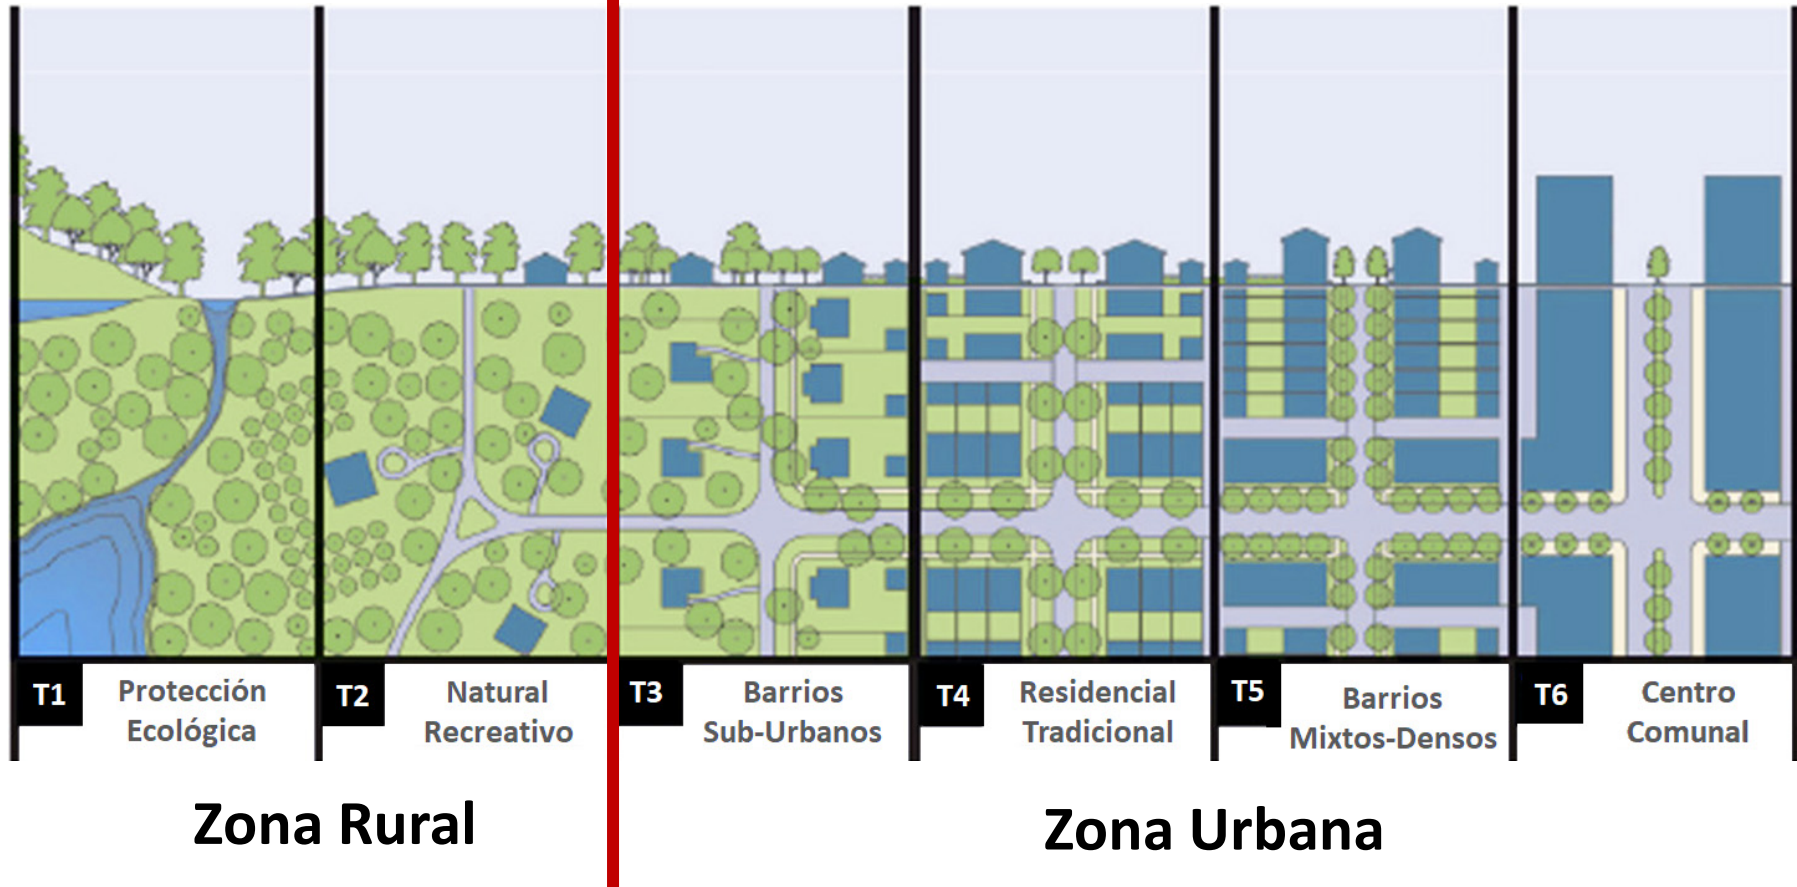 T1
Protección
Ecológica
T2
Natural
Recreativo
T3
Barrios
Sub-Urbanos
T4
Residencial
Tradicional
T5
Barrios
Mixtos-Densos
T6
Centro
Comunal
Zona Rural
Zona Urbana